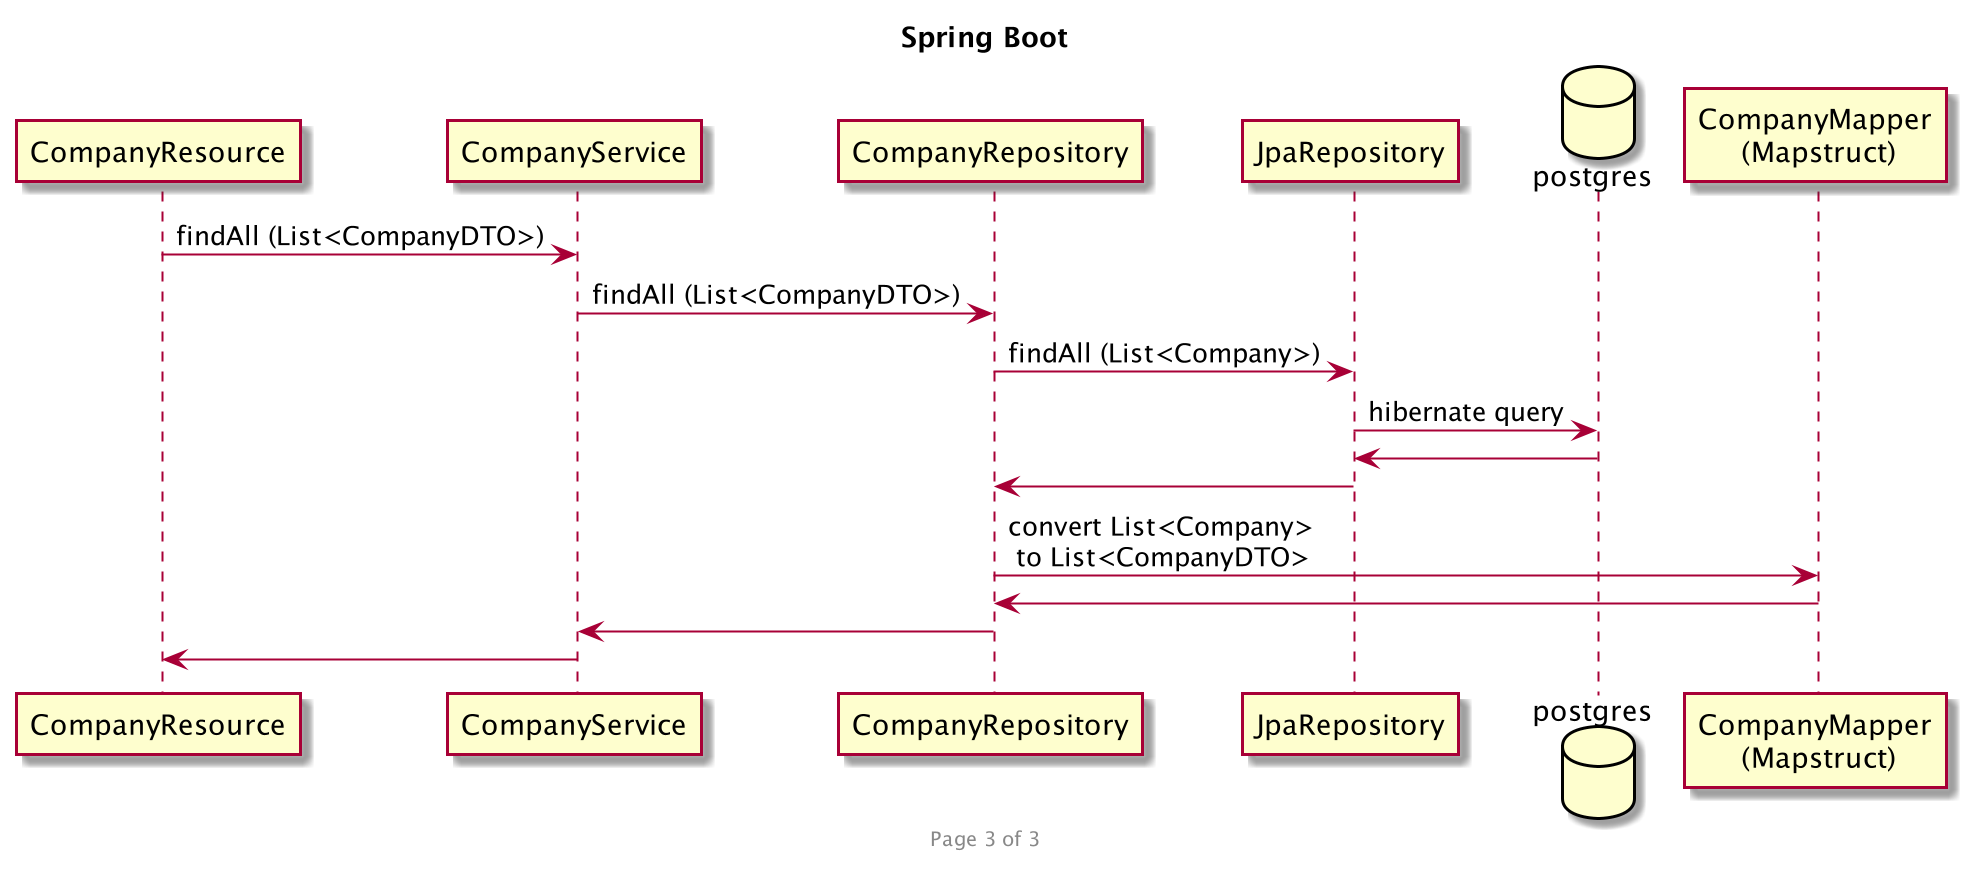 Spring Boot
CompanyResource
CompanyService
CompanyRepository
JpaRepository
postgres
CompanyMapper
(Mapstruct)
findAll (List<CompanyDTO>)
findAll (List<CompanyDTO>)
findAll (List<Company>)
hibernate query
convert List<Company>
to List<CompanyDTO>
CompanyResource
CompanyService
CompanyRepository
JpaRepository
postgres
CompanyMapper
(Mapstruct)
Page 3 of 3